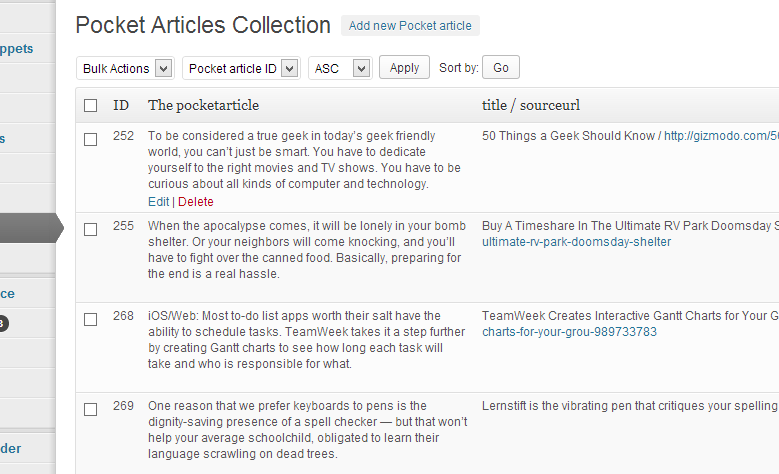 Pocket Articles Collection Add new Pocket article
ppets
Bulk Actions Pocket article ID ASC Apply Sort by: Go
ID The pocketarticle title / sourceurl
s
252 To be considered a true geek in today's geek friendly 50 Things a Geek Should Know / http://gizmodo.com/50
world, you can't just be smart. You have to dedicate
yourself to the right movies and TV shows. You have to be
curious about all kinds of computer and technology.
Edit | Delete
255 When the apocalypse comes, it will be lonely in your bomb Buy A Timeshare In The Ultimate RV Park Doomsday S
shelter. Or your neighbors will come knocking, and you'll ultimate-rv-park-doomsday-shelter
have to fight over the canned food. Basically, preparing for
the end is a real hassle.
ce
268 iOS/Web: Most to-do list apps worth their salt have the TeamWeek Creates Interactive Gantt Charts for Your G
ability to schedule tasks. TeamWeek takes it a step further charts-for-your-grou-989733783
by creating Gantt charts to see how long each task will
take and who is responsible for what.
269 One reason that we prefer keyboards to pens is the Lernstift is the vibrating pen that critiques your spelling
dignity-saving presence of a spell checker — but that won't
help your average schoolchild, obligated to learn their
der
language scrawling on dead trees.